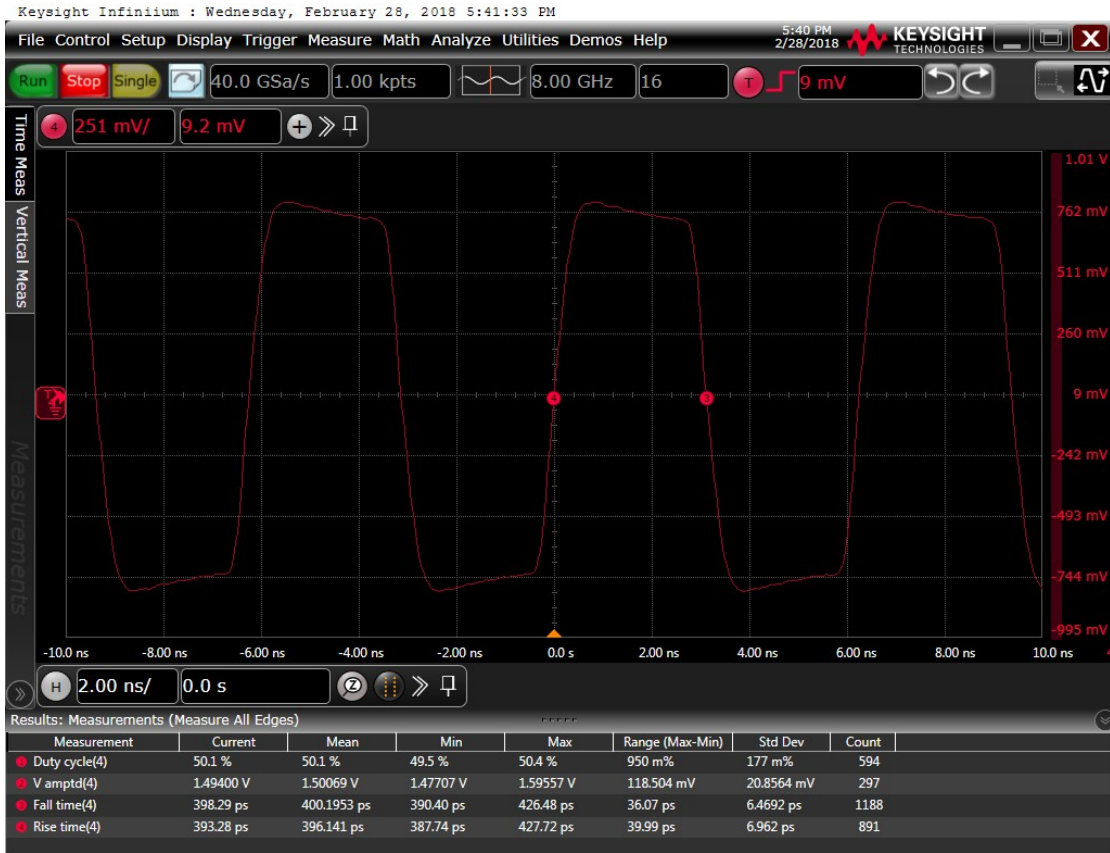 Keysight Infiniium : Wednesday, February 28, 2018 5:41:33 PM
File Control Setup Display Trigger Measure Math Analyze Utilities Demos Help
5:40 PM
2/28/2018
KEYSIGHT
TECHNOLOGIES
Run Stop Single 40.0 GSa/s 1.00 kpts 8.00 GHz 16 T 9 mV
4 251 mV/ 9.2 mV
Time Meas
Vertical Meas
Measurements
1.01 V
762 mV
511 mV
260 mV
9 mV
-242 mV
-493 mV
-744 mV
-995 mV
T
4 3
-10.0 ns -8.00 ns -6.00 ns -4.00 ns -2.00 ns 0.0 s 2.00 ns 4.00 ns 6.00 ns 8.00 ns 10.0 ns
H 2.00 ns/ 0.0 s Z
Results: Measurements (Measure All Edges)
Measurement Current Mean Min Max Range (Max-Min) Std Dev Count
1 Duty cycle(4) 50.1 % 50.1 % 49.5 % 50.4 % 950 m% 177 m% 594
2 V amptd(4) 1.49400 V 1.50069 V 1.47707 V 1.59557 V 118.504 mV 20.8564 mV 297
3 Fall time(4) 398.29 ps 400.1953 ps 390.40 ps 426.48 ps 36.07 ps 6.4692 ps 1188
4 Rise time(4) 393.28 ps 396.141 ps 387.74 ps 427.72 ps 39.99 ps 6.962 ps 891